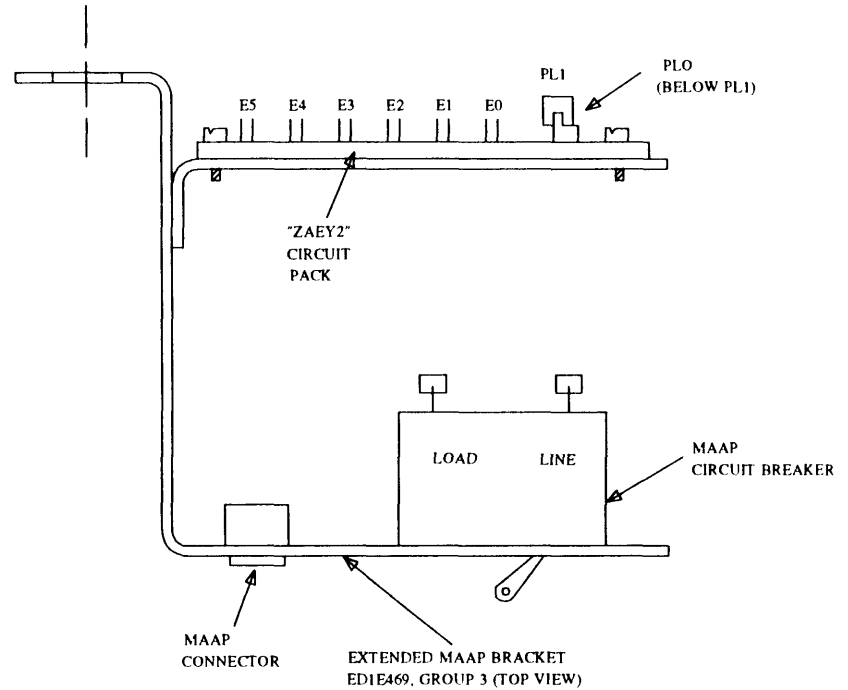 PL1
PLO
(BELOW PL1)
E5 E4 E3 E2 E1 E0
"ZAEY2"
CIRCUIT
PACK
LOAD LINE
MAAP
CIRCUIT BREAKER
MAAP
CONNECTOR
EXTENDED MAAP BRACKET
ED1E469, GROUP 3 (TOP VIEW)